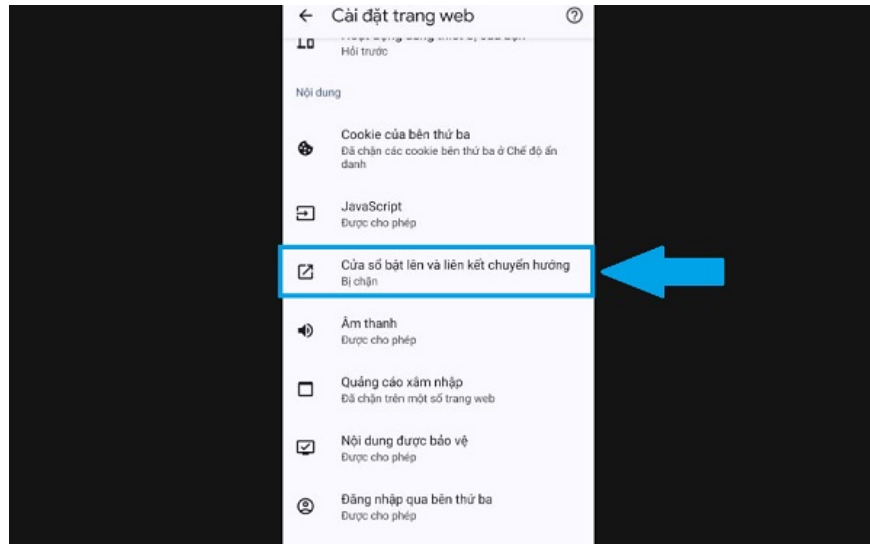 Cài đặt trang web
Hỏi trước
Nội dung
Cookie của bên thứ ba
Đã chặn các cookie bên thứ ba ở Chế độ ẩn
danh
JavaScript
Được cho phép
Cửa sổ bật lên và liên kết chuyển hướng
Bị chặn
Âm thanh
Được cho phép
Quảng cáo xâm nhập
Đã chặn trên một số trang web
Nội dung được bảo vệ
Được cho phép
Đăng nhập qua bên thứ ba
Được cho phép